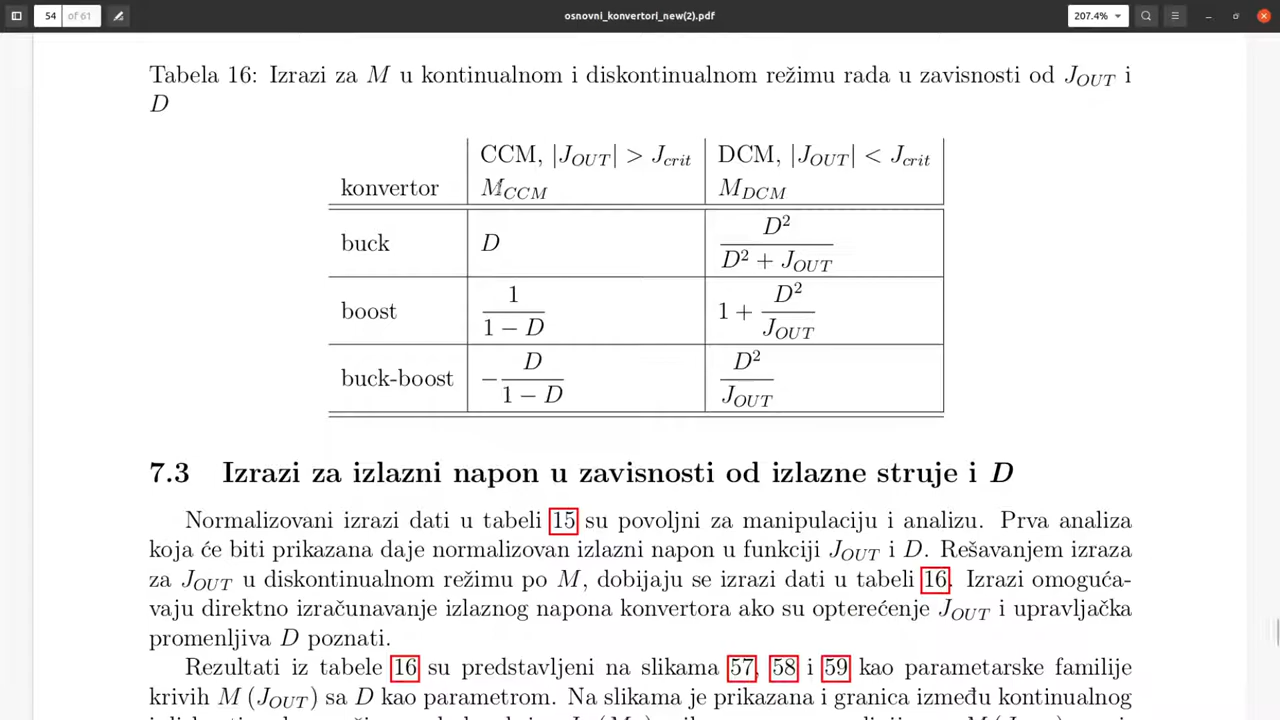 54 of 61
osnovni_konvertori_new(2).pdf
207.4%
Tabela 16: Izrazi za M u kontinualnom i diskontinualnom režimu rada u zavisnosti od J_OUT i
D
CCM, |J_OUT| > J_crit
DCM, |J_OUT| < J_crit
konvertor
M_CCM
M_DCM
buck
D
D²/(D² + J_OUT)
boost
1/(1 − D)
1 + D²/J_OUT
buck-boost
−D/(1 − D)
D²/J_OUT
7.3 Izrazi za izlazni napon u zavisnosti od izlazne struje i D
Normalizovani izrazi dati u tabeli 15 su povoljni za manipulaciju i analizu. Prva analiza
koja će biti prikazana daje normalizovan izlazni napon u funkciji J_OUT i D. Rešavanjem izraza
za J_OUT u diskontinualnom režimu po M, dobijaju se izrazi dati u tabeli 16. Izrazi omoguća-
vaju direktno izračunavanje izlaznog napona konvertora ako su opterećenje J_OUT i upravljačka
promenljiva D poznati.
Rezultati iz tabele 16 su predstavljeni na slikama 57, 58 i 59 kao parametarske familije
krivih M (J_OUT) sa D kao parametrom. Na slikama je prikazana i granica između kontinualnog